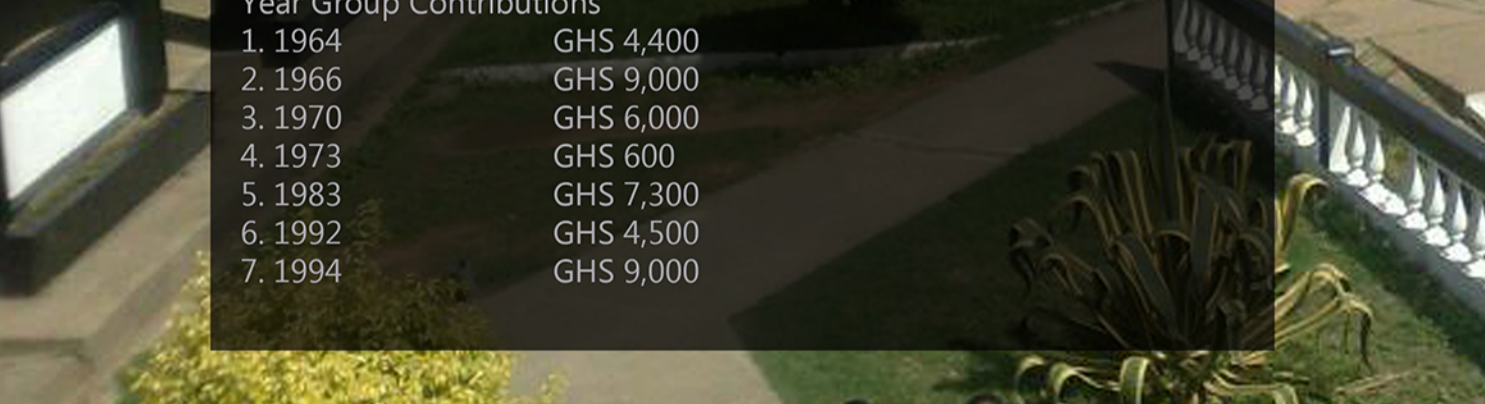 Year Group Contributions
1. 1964 GHS 4,400
2. 1966 GHS 9,000
3. 1970 GHS 6,000
4. 1973 GHS 600
5. 1983 GHS 7,300
6. 1992 GHS 4,500
7. 1994 GHS 9,000